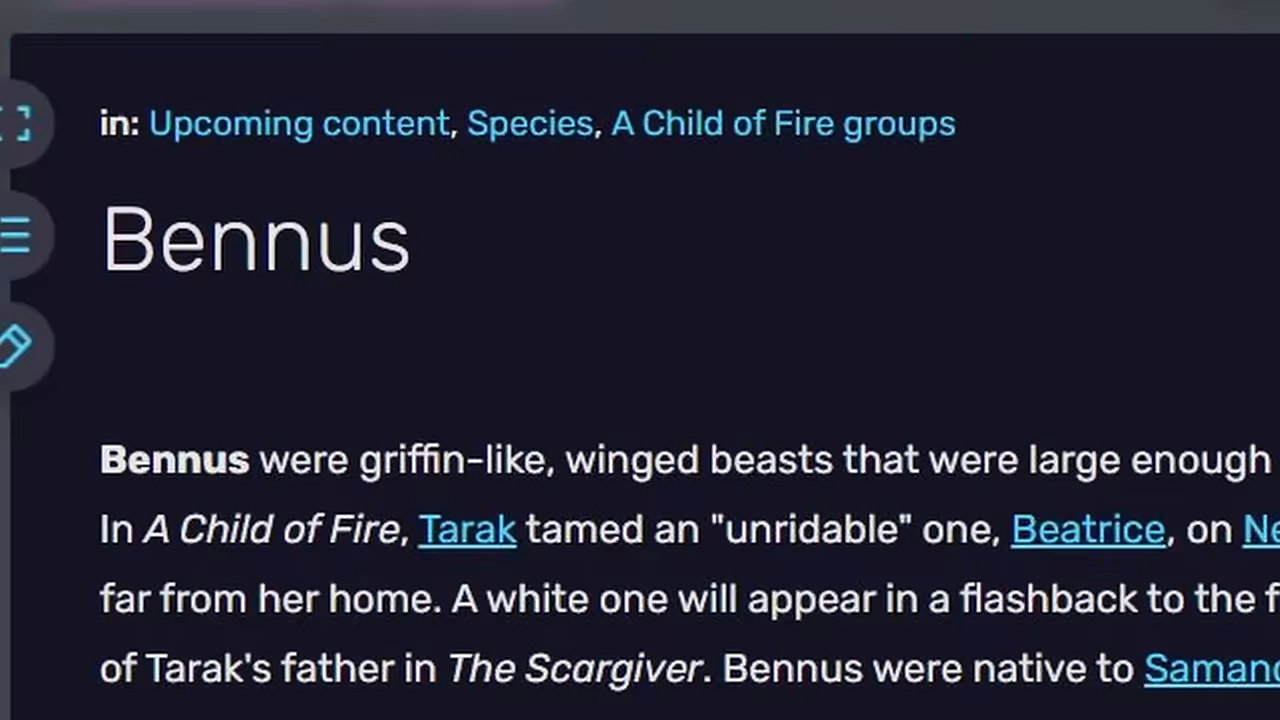 in: Upcoming content, Species, A Child of Fire groups
Bennus
Bennus were griffin-like, winged beasts that were large enough
In A Child of Fire, Tarak tamed an "unridable" one, Beatrice, on
far from her home. A white one will appear in a flashback to the
of Tarak's father in The Scargiver. Bennus were native to